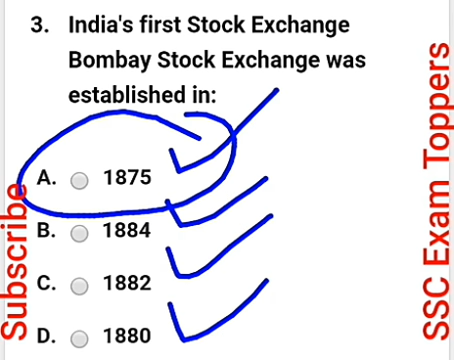 3. India's first Stock Exchange
Bombay Stock Exchange was
established in:
A. 1875
B. 1884
C. 1882
D. 1880
Subscribe
SSC Exam Toppers